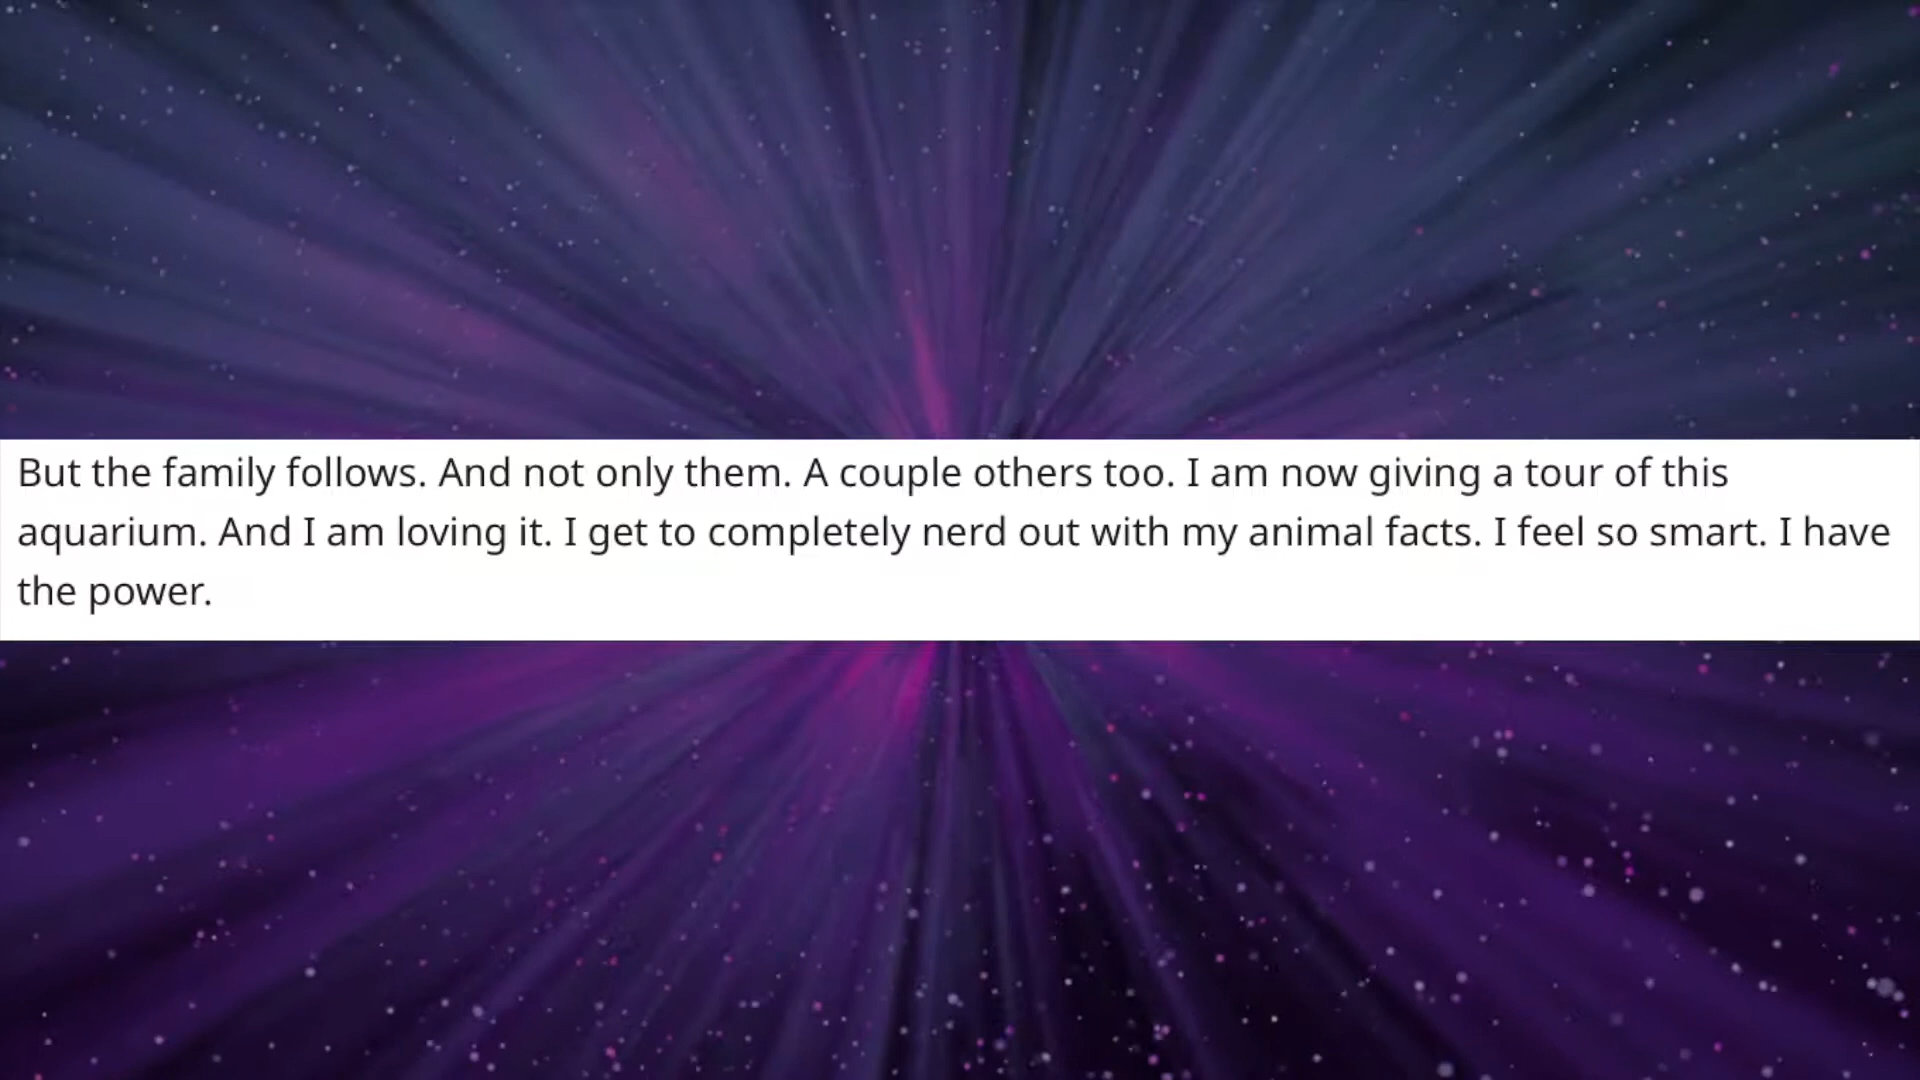 But the family follows. And not only them. A couple others too. I am now giving a tour of this
aquarium. And I am loving it. I get to completely nerd out with my animal facts. I feel so smart. I have
the power.